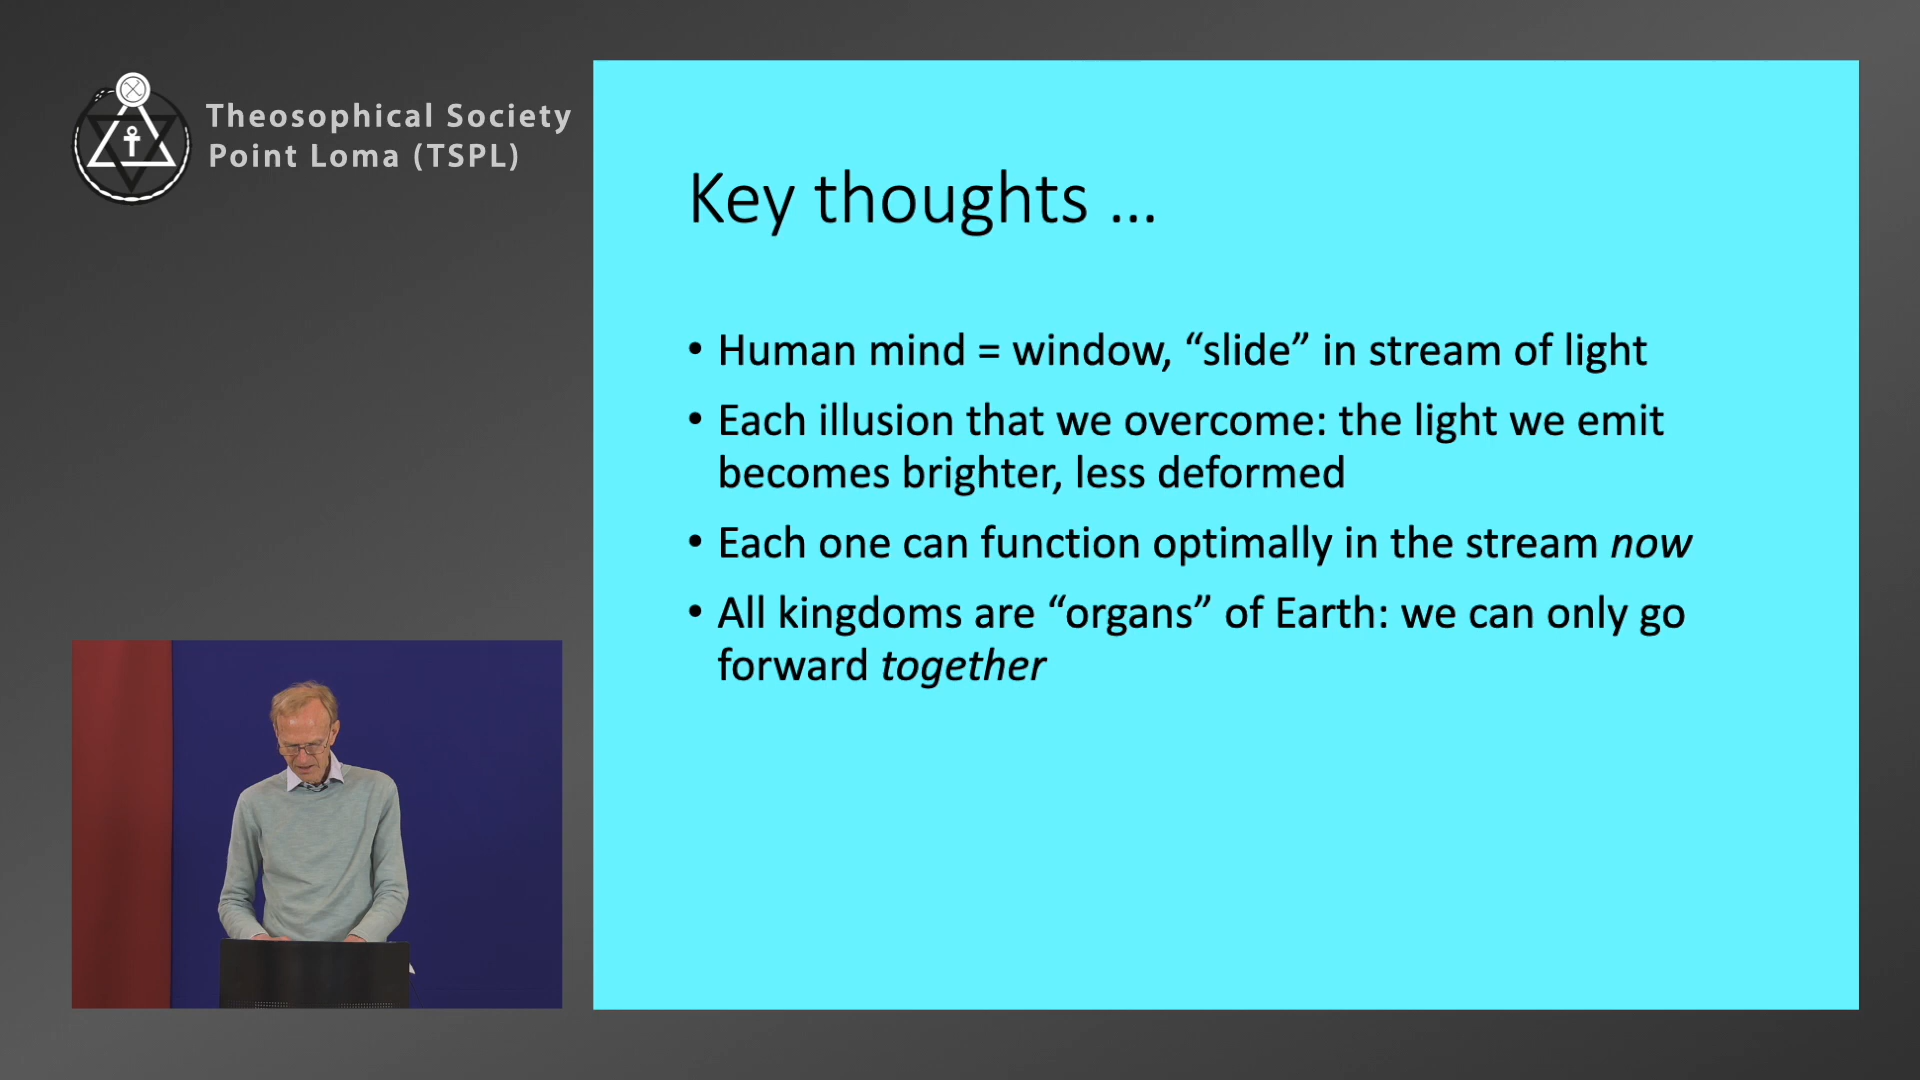 Theosophical Society
Point Loma (TSPL)
Key thoughts ...
• Human mind = window, “slide” in stream of light
• Each illusion that we overcome: the light we emit
becomes brighter, less deformed
• Each one can function optimally in the stream now
• All kingdoms are “organs” of Earth: we can only go
forward together